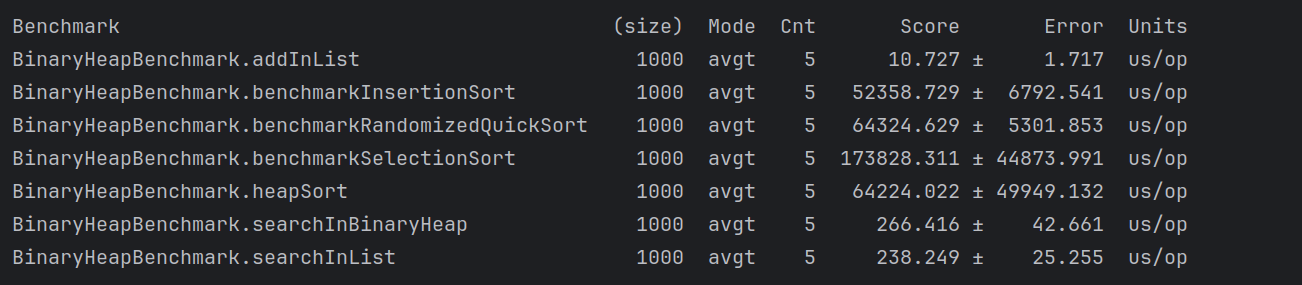 Benchmark (size) Mode Cnt Score Error Units
BinaryHeapBenchmark.addInList 1000 avgt 5 10.727 ± 1.717 us/op
BinaryHeapBenchmark.benchmarkInsertionSort 1000 avgt 5 52358.729 ± 6792.541 us/op
BinaryHeapBenchmark.benchmarkRandomizedQuickSort 1000 avgt 5 64324.629 ± 5301.853 us/op
BinaryHeapBenchmark.benchmarkSelectionSort 1000 avgt 5 173828.311 ± 44873.991 us/op
BinaryHeapBenchmark.heapSort 1000 avgt 5 64224.022 ± 49949.132 us/op
BinaryHeapBenchmark.searchInBinaryHeap 1000 avgt 5 266.416 ± 42.661 us/op
BinaryHeapBenchmark.searchInList 1000 avgt 5 238.249 ± 25.255 us/op